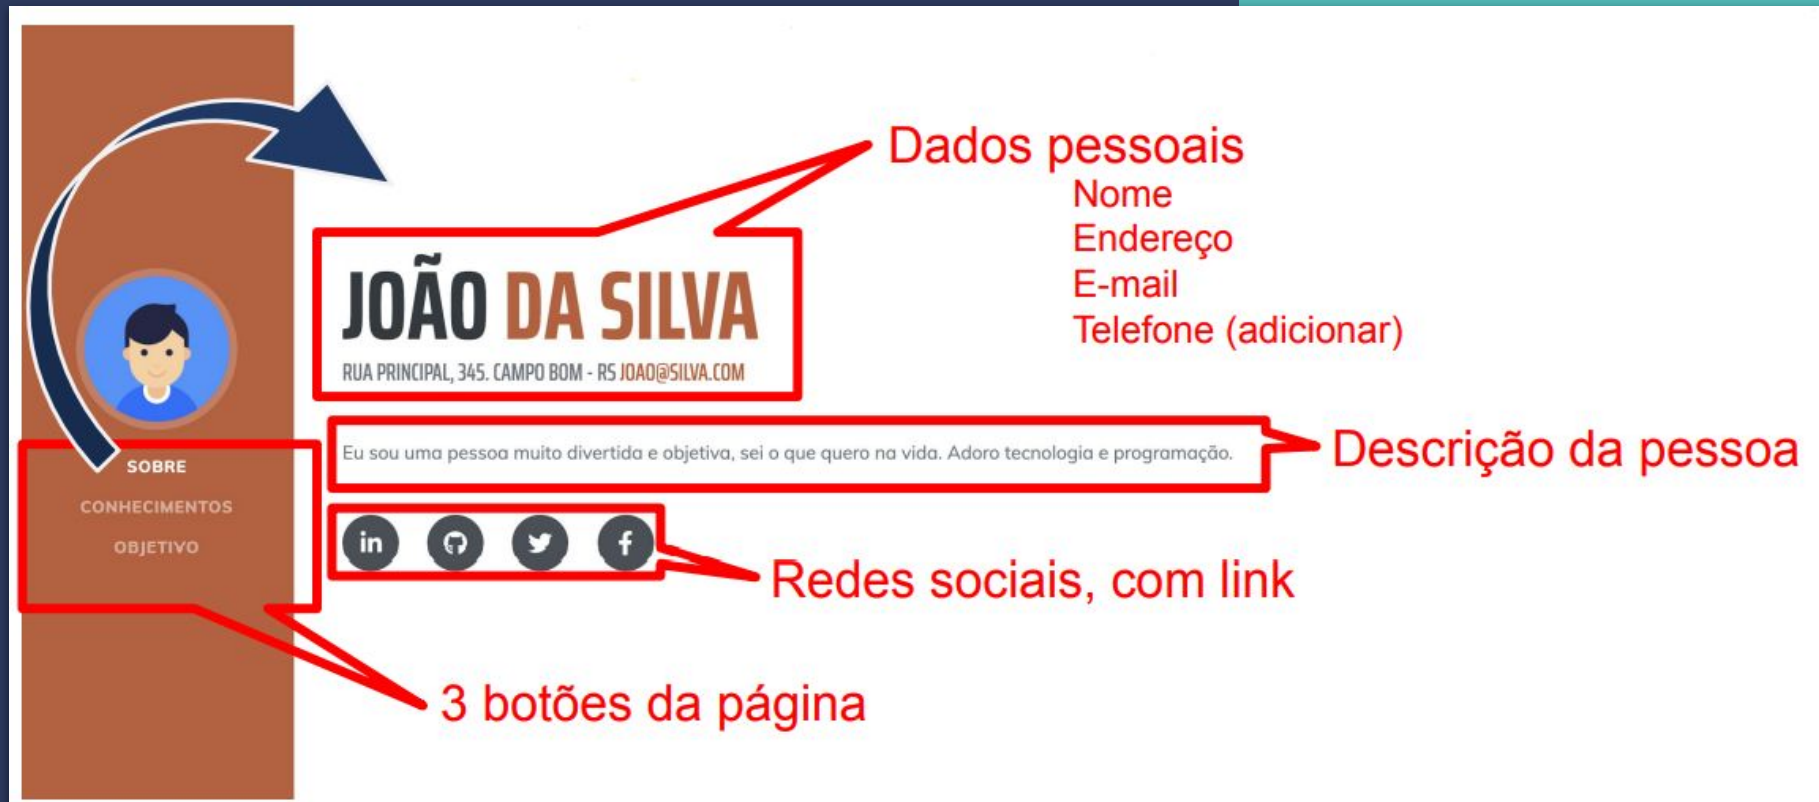 Dados pessoais
Nome
Endereço
E-mail
Telefone (adicionar)
JOÃO DA SILVA
RUA PRINCIPAL, 345. CAMPO BOM - RS JOAO@SILVA.COM
Eu sou uma pessoa muito divertida e objetiva, sei o que quero na vida. Adoro tecnologia e programação.
Descrição da pessoa
SOBRE
CONHECIMENTOS
OBJETIVO
in
f
Redes sociais, com link
3 botões da página